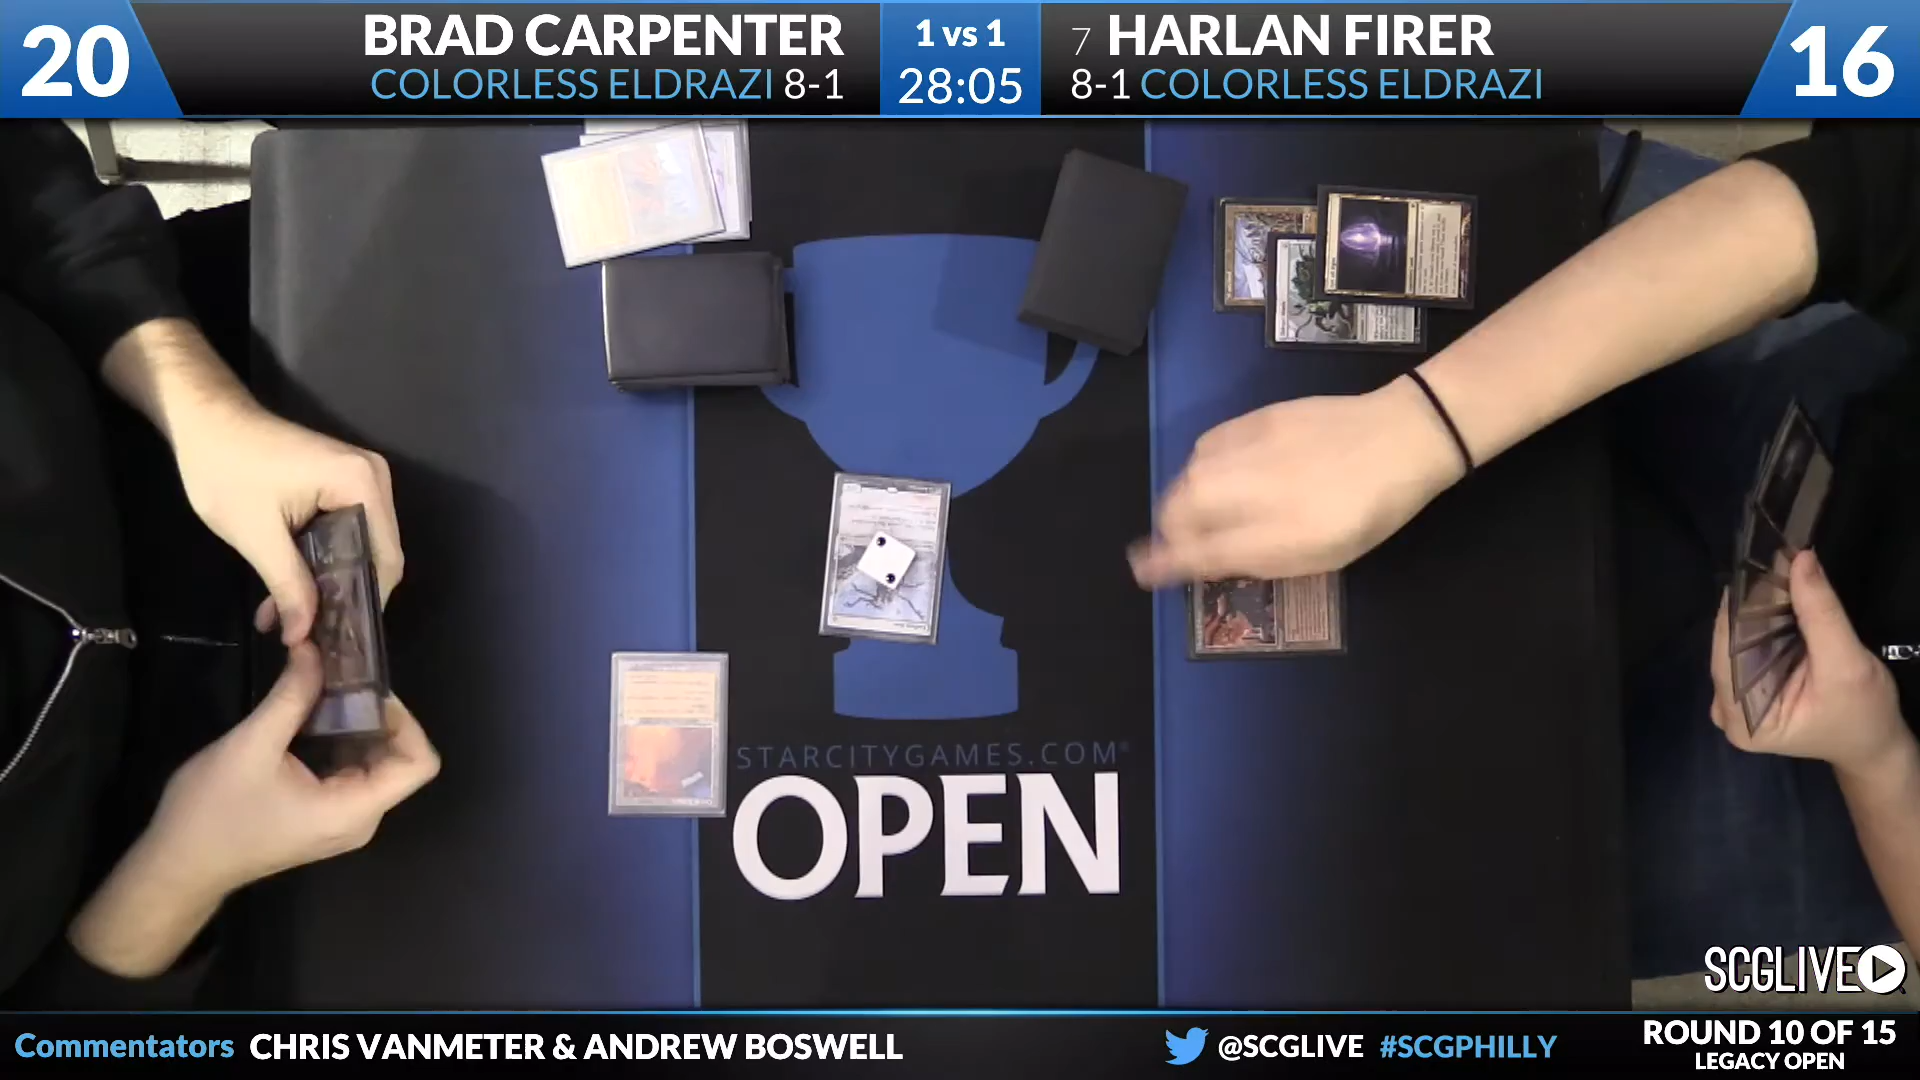 20
BRAD CARPENTER
COLORLESS ELDRAZI 8-1
1 vs 1
28:05
7 HARLAN FIRER
8-1 COLORLESS ELDRAZI
16
STARCITYGAMES.COM®
OPEN
SCGLIVE
Commentators CHRIS VANMETER & ANDREW BOSWELL
@SCGLIVE #SCGPHILLY
ROUND 10 OF 15
LEGACY OPEN